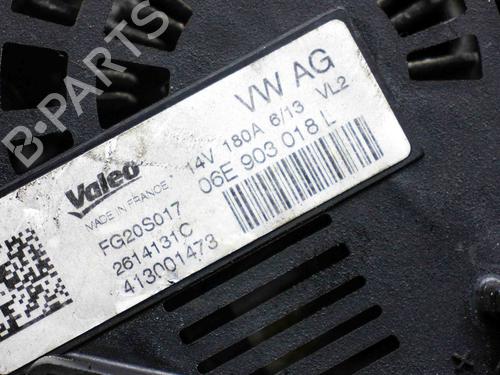 B-PARTS
VW AG
14V 180A 6/13 VL2
06E 903 018 L
Valeo
MADE IN FRANCE
FG20S017
2614131C
413001473